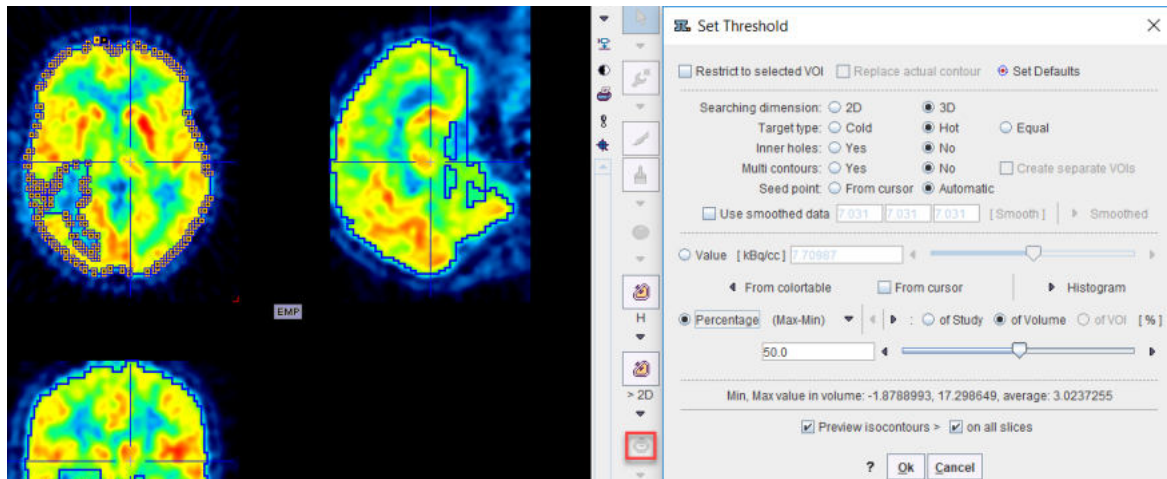 Set Threshold
Restrict to selected VOI Replace actual contour Set Defaults
Searching dimension: 2D 3D
Target type: Cold Hot Equal
Inner holes: Yes No
Multi contours: Yes No Create separate VOIs
Seed point: From cursor Automatic
Use smoothed data 7.031 7.031 7.031 [Smooth] Smoothed
Value [kBq/cc] 7.70987
From colortable From cursor Histogram
EMP
H
Percentage (Max-Min) : of Study of Volume of VOI [%]
50.0
> 2D
Min, Max value in volume: -1.8788993, 17.298649, average: 3.0237255
Preview isocontours > on all slices
? Ok Cancel